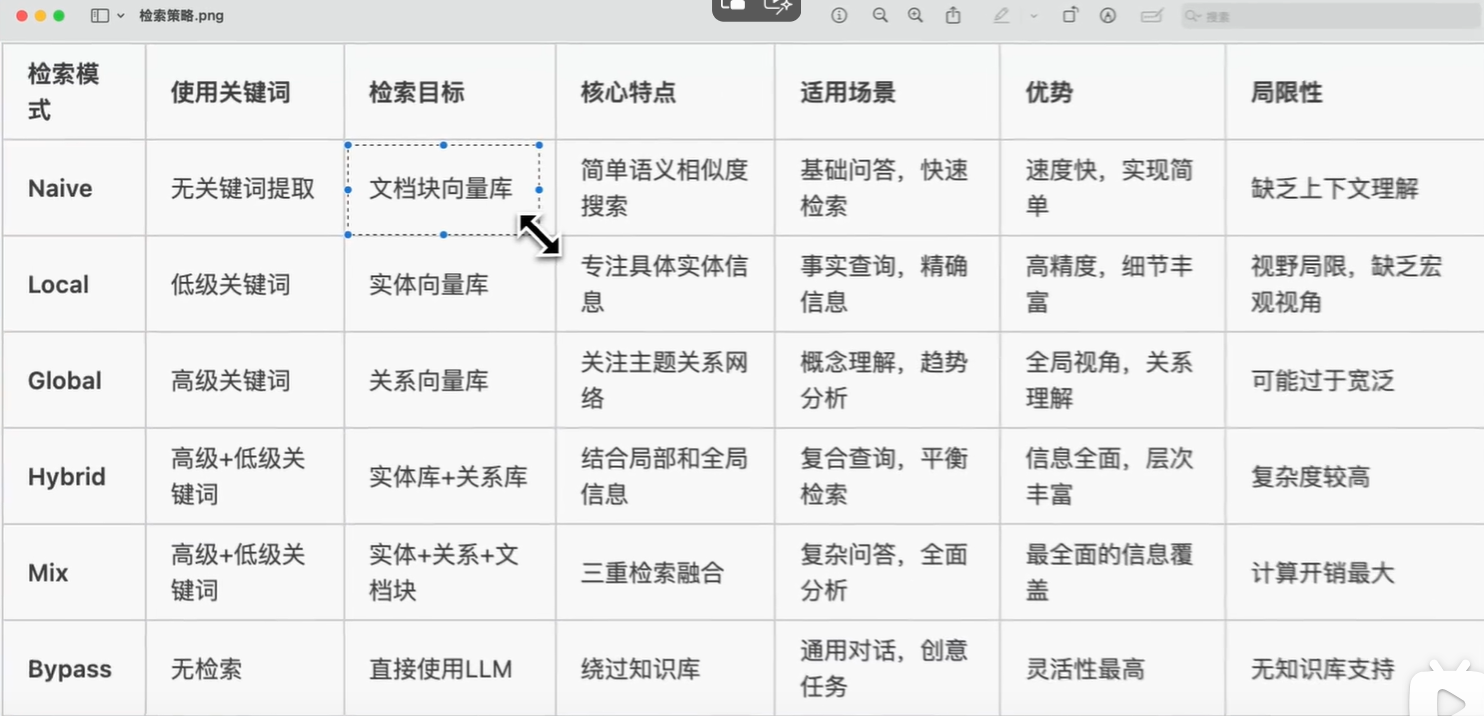 检索策略.png
搜索
检索模
式
使用关键词
检索目标
核心特点
适用场景
优势
局限性
Naive
无关键词提取
文档块向量库
简单语义相似度
搜索
基础问答，快速
检索
速度快，实现简
单
缺乏上下文理解
Local
低级关键词
实体向量库
专注具体实体信
息
事实查询，精确
信息
高精度，细节丰
富
视野局限，缺乏宏
观视角
Global
高级关键词
关系向量库
关注主题关系网
络
概念理解，趋势
分析
全局视角，关系
理解
可能过于宽泛
Hybrid
高级+低级关
键词
实体库+关系库
结合局部和全局
信息
复合查询，平衡
检索
信息全面，层次
丰富
复杂度较高
Mix
高级+低级关
键词
实体+关系+文
档块
三重检索融合
复杂问答，全面
分析
最全面的信息覆
盖
计算开销最大
Bypass
无检索
直接使用LLM
绕过知识库
通用对话，创意
任务
灵活性最高
无知识库支持